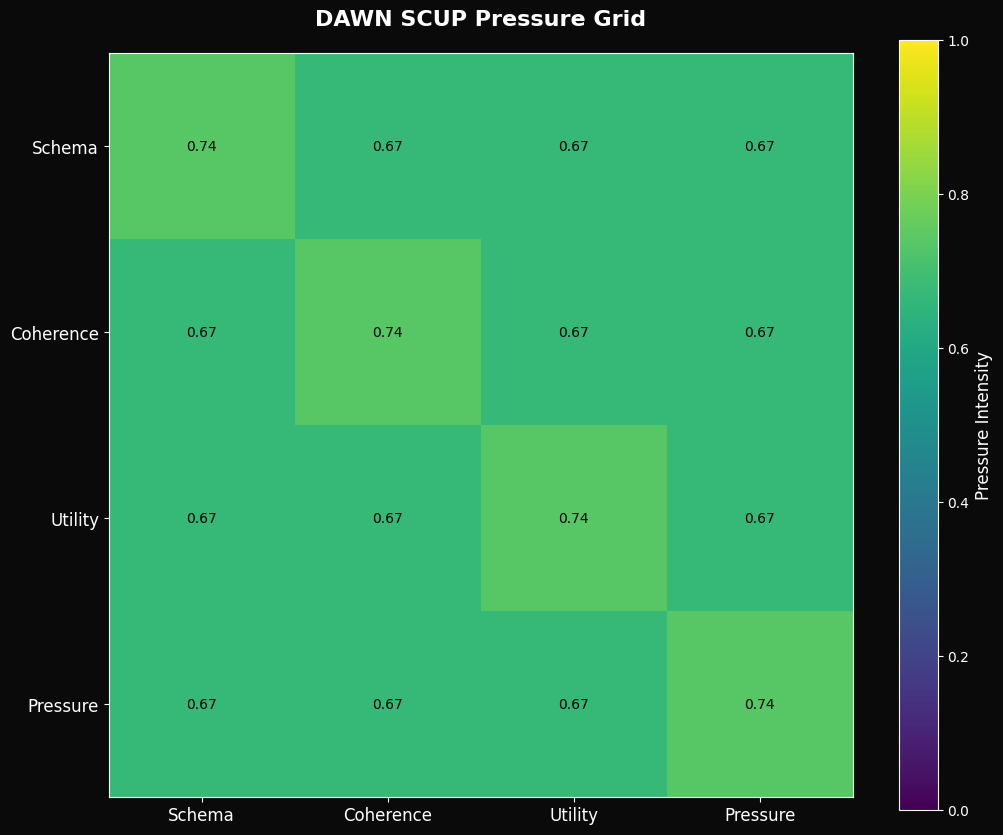 DAWN SCUP Pressure Grid
1.0
Schema 0.74 0.67 0.67 0.67
0.8
Coherence 0.67 0.74 0.67 0.67
0.6
Pressure Intensity
0.4
Utility 0.67 0.67 0.74 0.67
0.2
Pressure 0.67 0.67 0.67 0.74
0.0
Schema Coherence Utility Pressure